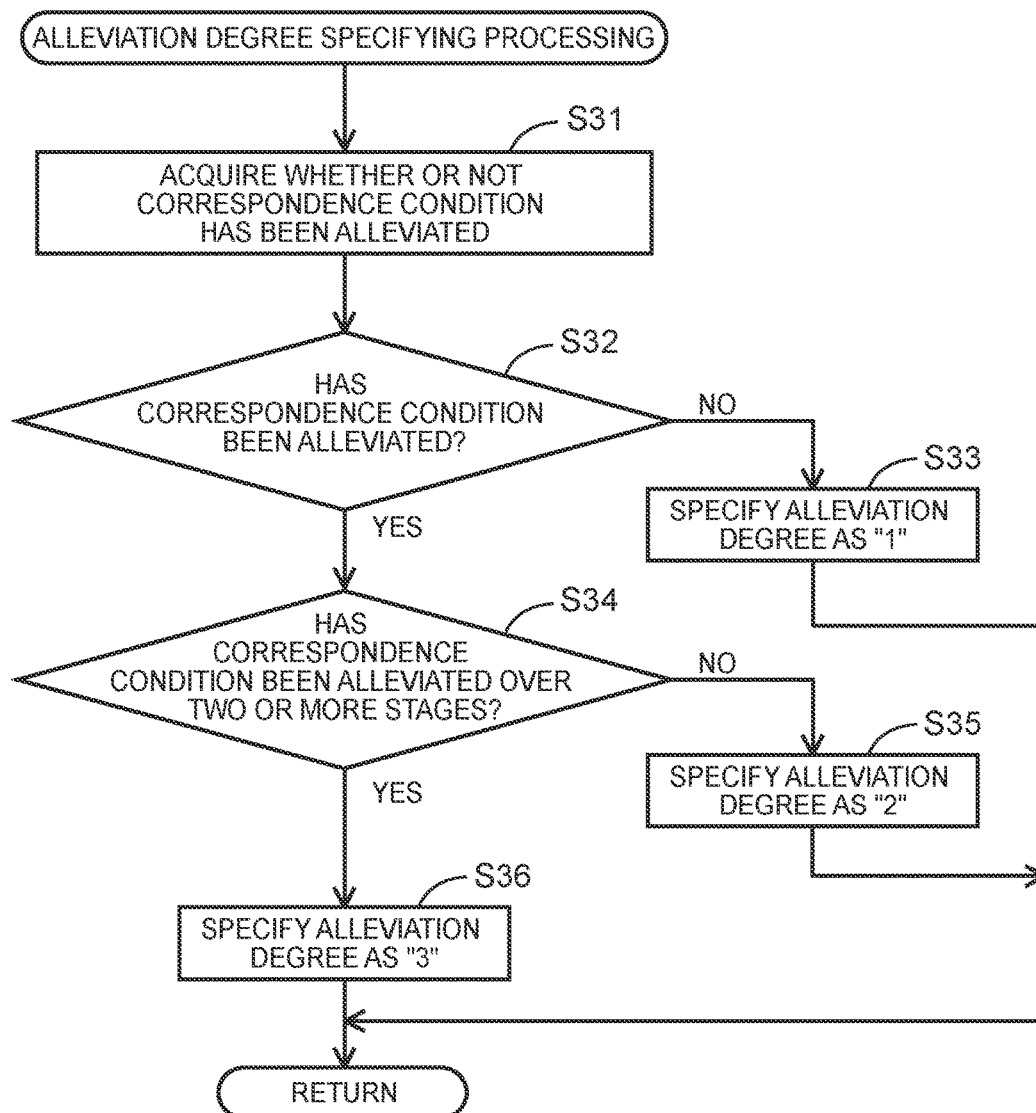 ALLEVIATION DEGREE SPECIFYING PROCESSING
S31
ACQUIRE WHETHER OR NOT
CORRESPONDENCE CONDITION
HAS BEEN ALLEVIATED
S32
HAS
CORRESPONDENCE CONDITION
BEEN ALLEVIATED?
NO
YES
S33
SPECIFY ALLEVIATION
DEGREE AS "1"
S34
HAS
CORRESPONDENCE
CONDITION BEEN ALLEVIATED OVER
TWO OR MORE STAGES?
NO
YES
S35
SPECIFY ALLEVIATION
DEGREE AS "2"
S36
SPECIFY ALLEVIATION
DEGREE AS "3"
RETURN